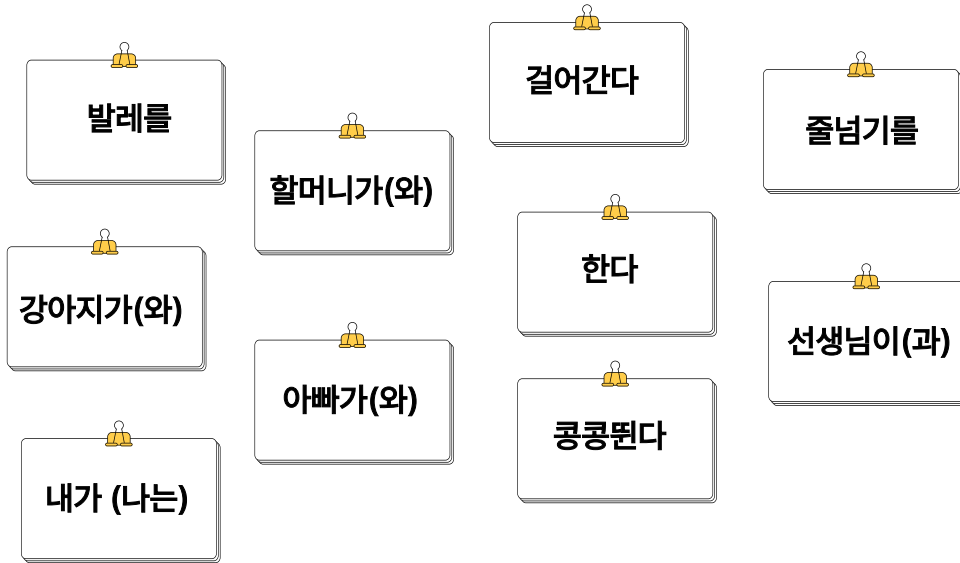 발레를
할머니가(와)
걸어간다
줄넘기를
강아지가(와)
아빠가(와)
한다
선생님이(과)
내가 (나는)
콩콩뛴다